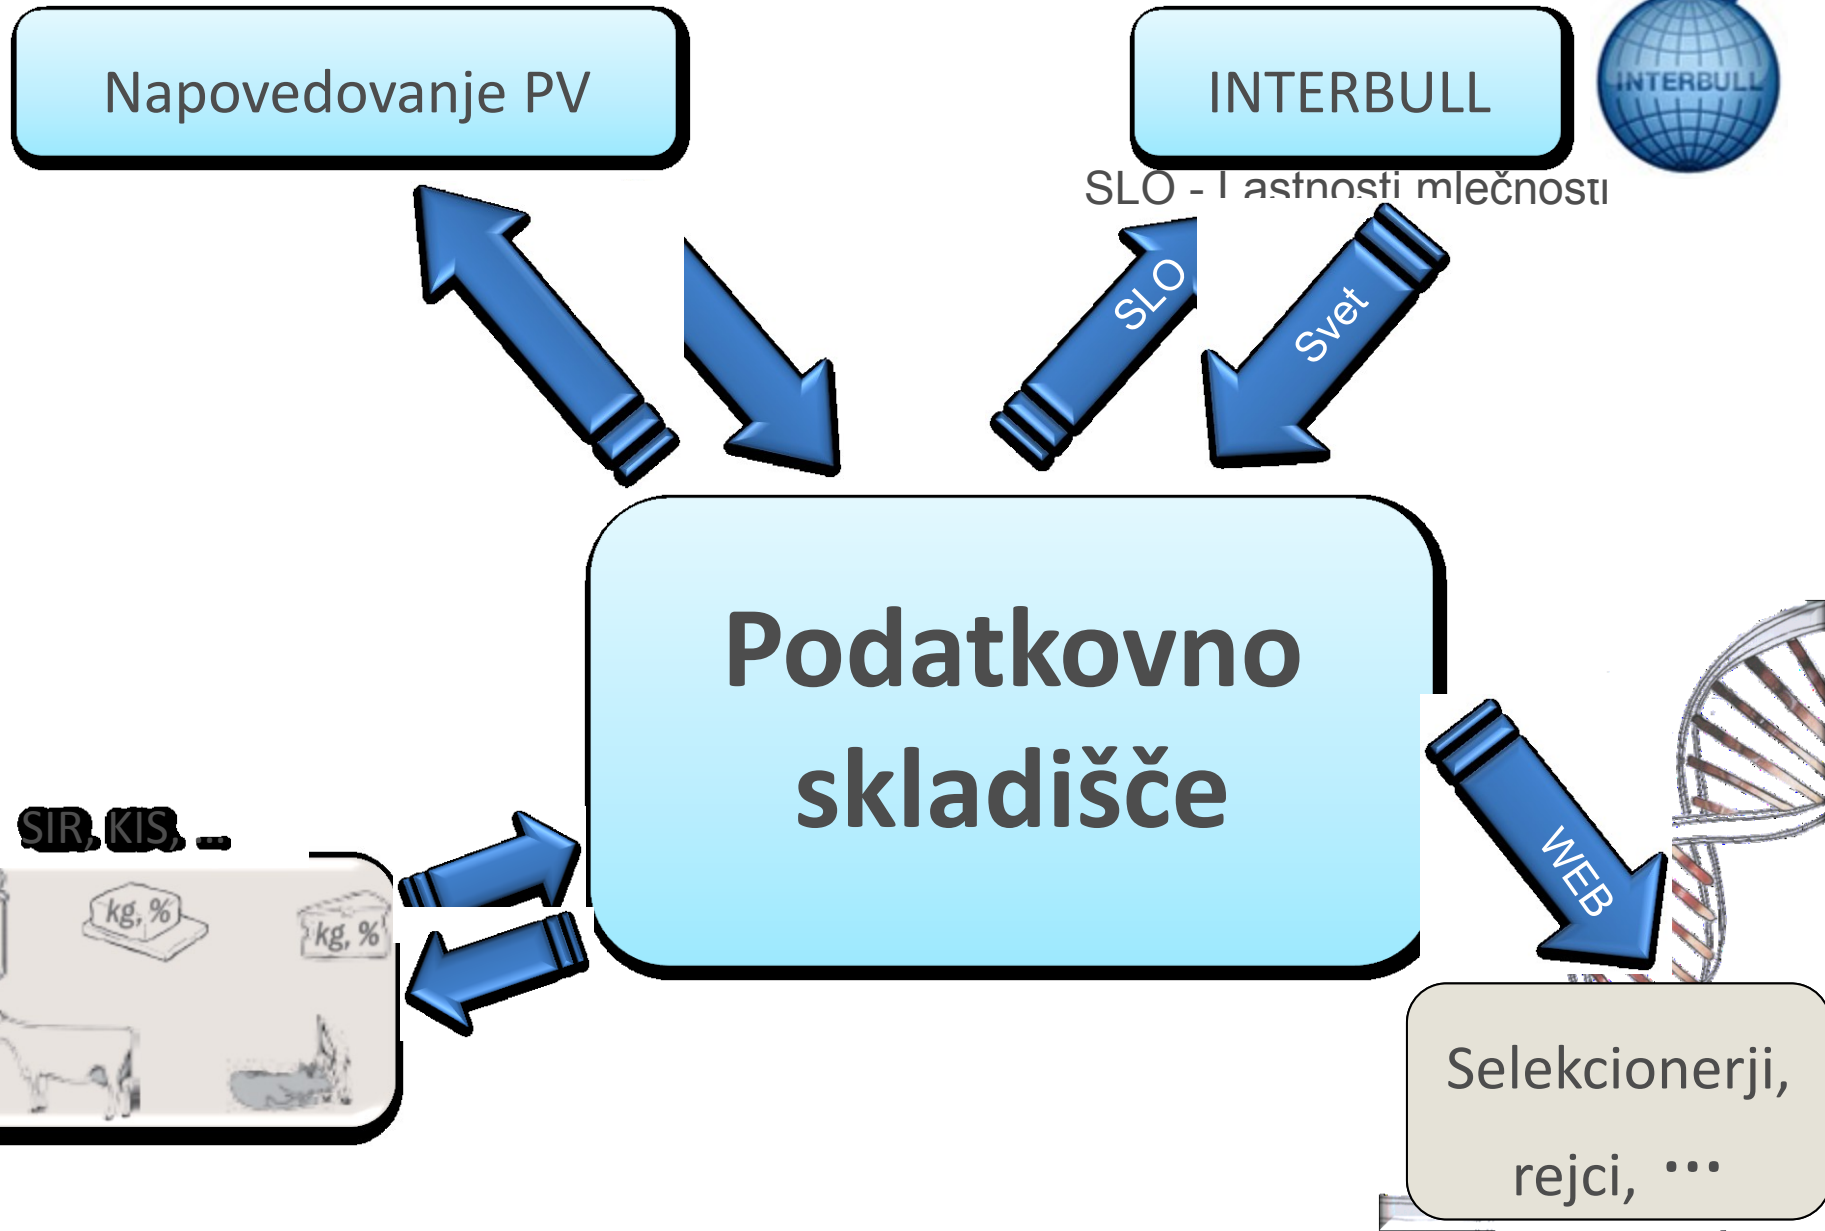 Napovedovanje PV
INTERBULL
INTERBULL
SLO - Lastnosti mlečnosti
SLO
Svet
Podatkovno
skladišče
SIR, KIS, ...
kg, %
kg, %
WEB
Selekcionerji,
rejci, ...